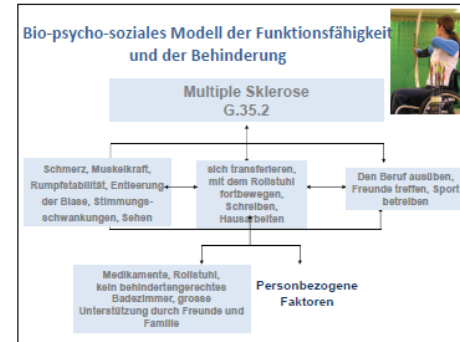 Bio-psycho-soziales Modell der Funktionsfähigkeit
und der Behinderung
Multiple Sklerose
G.35.2
Schmerz, Muskelkraft,
Rumpfstabilität, Entleerung
der Blase, Stimmungs-
schwankungen, Sehen
sich transferieren,
mit dem Rollstuhl
fortbewegen,
Schreiben,
Hausarbeiten
Den Beruf ausüben,
Freunde treffen, Sport
betreiben
Medikamente, Rollstuhl,
kein behindertengerechtes
Badezimmer, grosse
Unterstützung durch Freunde und
Familie
Personbezogene
Faktoren